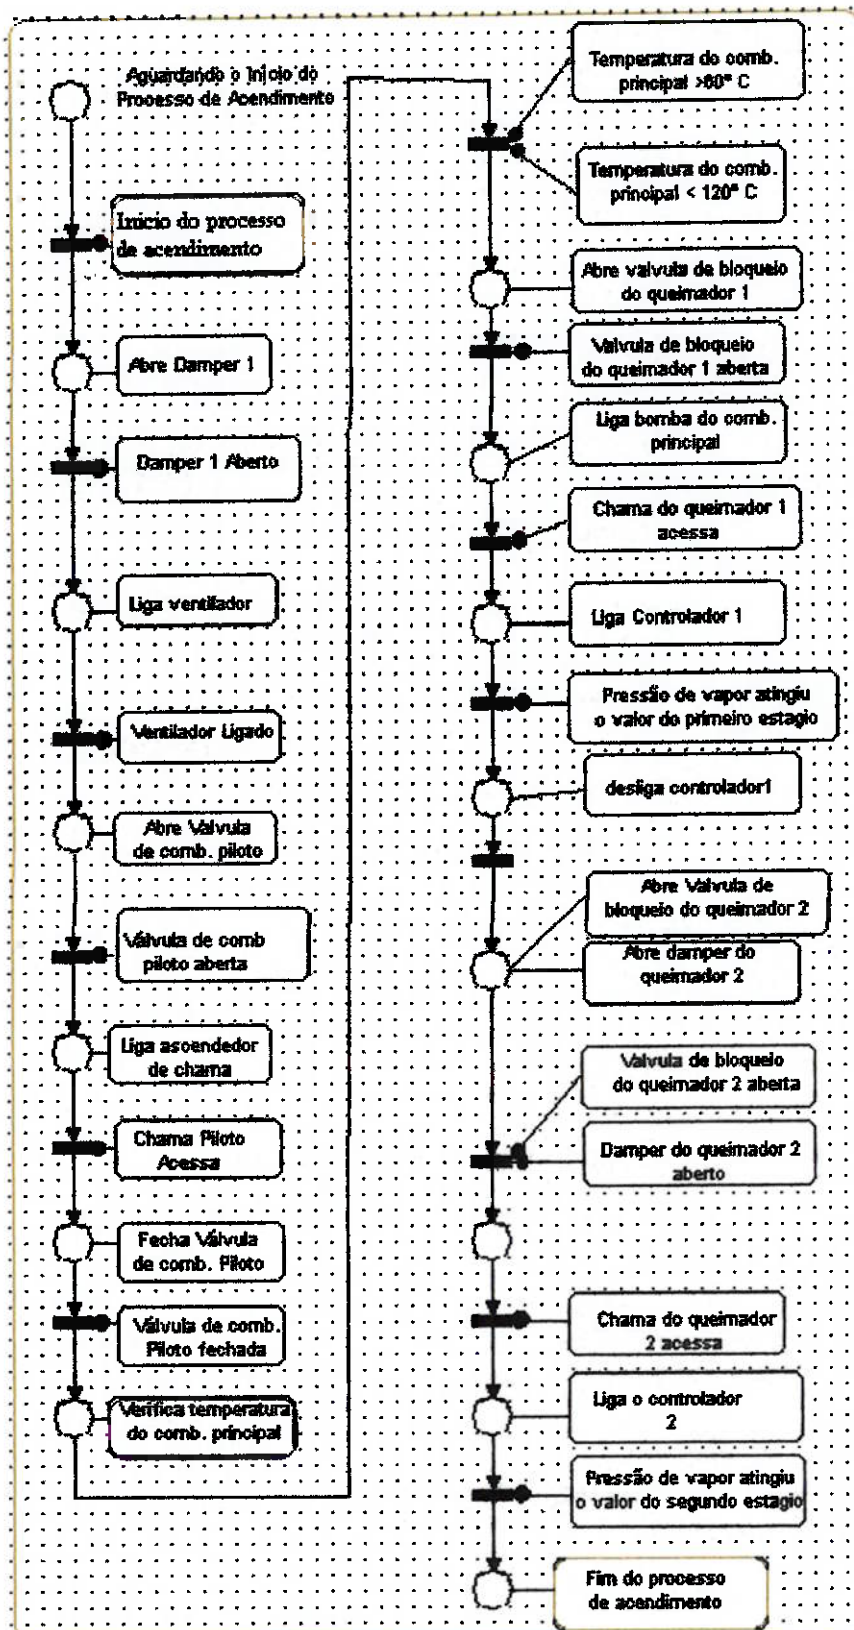 Aguardando o Início do
Processo de Acendimento
Inicio do processo
de acendimento
Abre Damper 1
Damper 1 Aberto
Liga ventilador
Ventilador Ligado
Abre Valvula
de comb. piloto
Válvula de comb
piloto aberta
Liga ascendedor
de chama
Chama Piloto
Acessa
Fecha Válvula
de comb. Piloto
Válvula de comb.
Piloto fechada
Verifica temperatura
do comb. principal
Temperatura do comb.
principal >80° C
Temperatura do comb.
principal < 120° C
Abre valvula de bloqueio
do queimador 1
Valvula de bloqueio
do queimador 1 aberta
Liga bomba do comb.
principal
Chama do queimador 1
acessa
Liga Controlador 1
Pressão de vapor atingiu
o valor do primeiro estagio
desliga controlador1
Abre Valvula de
bloqueio do queimador 2
Abre damper do
queimador 2
Valvula de bloqueio
do queimador 2 aberta
Damper do queimador 2
aberto
Chama do queimador
2 acessa
Liga o controlador
2
Pressão de vapor atingiu
o valor do segundo estagio
Fim do processo
de acendimento